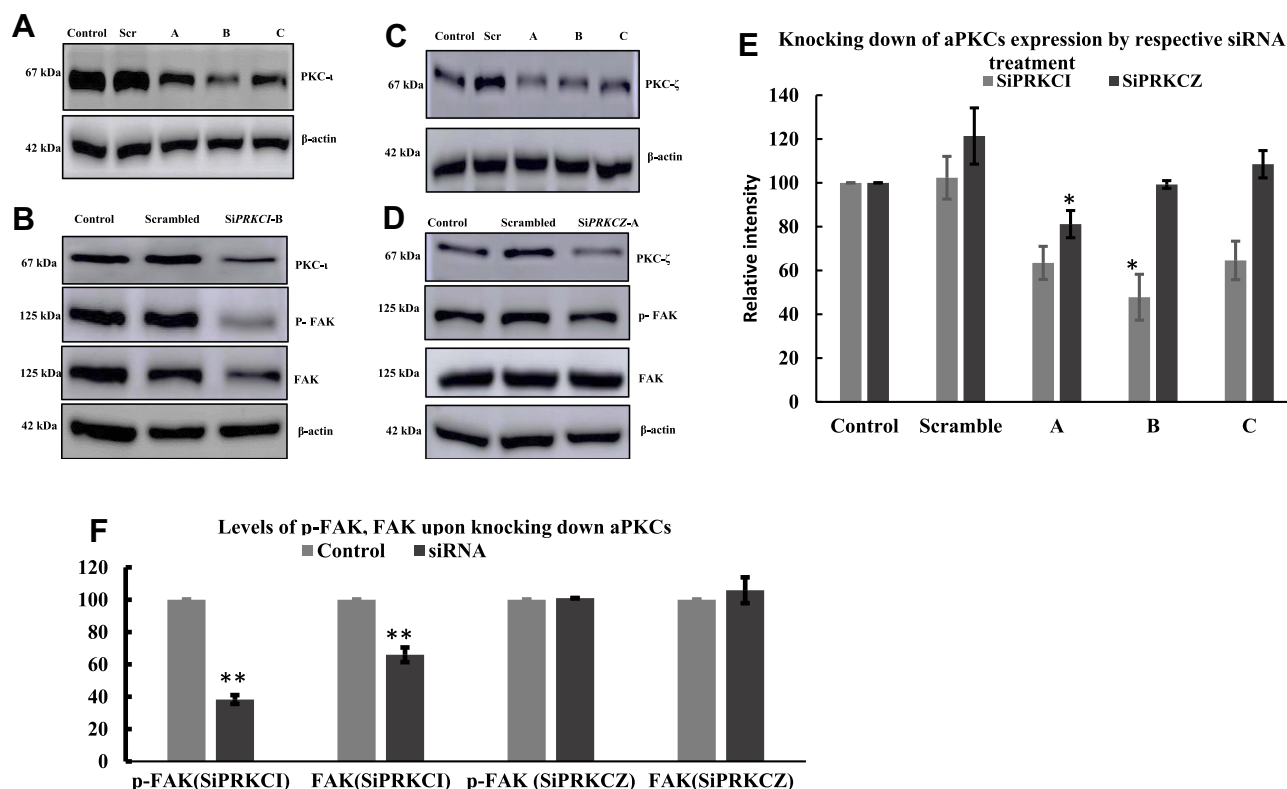 A
Control Scr A B C
67 kDa
PKC-ι
42 kDa
β-actin
B
Control Scrambled SiPRKCI-B
67 kDa
PKC-ι
125 kDa
P- FAK
125 kDa
FAK
42 kDa
β-actin
C
Control Scr A B C
67 kDa
PKC-ζ
42 kDa
β-actin
D
Control Scrambled SiPRKCZ-A
67 kDa
PKC-ζ
125 kDa
p- FAK
125 kDa
FAK
42 kDa
β-actin
E
Knocking down of aPKCs expression by respective siRNA
treatment
SiPRKCI SiPRKCZ
Relative intensity
140
120
100
80
60
40
20
0
*
*
Control Scramble A B C
F
Levels of p-FAK, FAK upon knocking down aPKCs
Control siRNA
120
100
80
60
40
20
0
**
**
p-FAK(SiPRKCI) FAK(SiPRKCI) p-FAK (SiPRKCZ) FAK(SiPRKCZ)